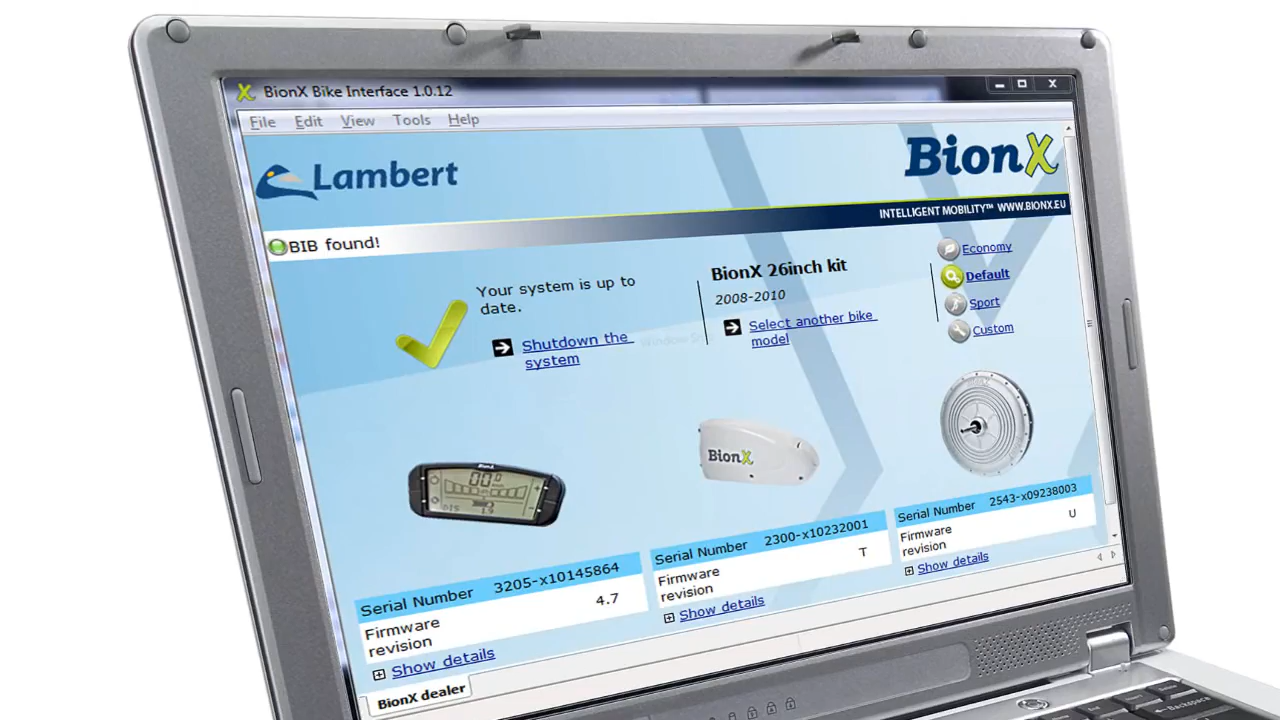 BionX Bike Interface 1.0.12
File Edit View Tools Help
Lambert
BionX
INTELLIGENT MOBILITY™ WWW.BIONX.EU
BIB found!
Your system is up to
date.
Shutdown the
system
BionX 26inch kit
2008-2010
Select another bike
model
Economy
Default
Sport
Custom
BionX
Serial Number 3205-x10145864
Firmware
revision
4.7
Show details
Serial Number 2300-x10232001
Firmware
revision
T
Show details
Serial Number 2543-x09238003
Firmware
revision
U
Show details
BionX dealer
Backspace